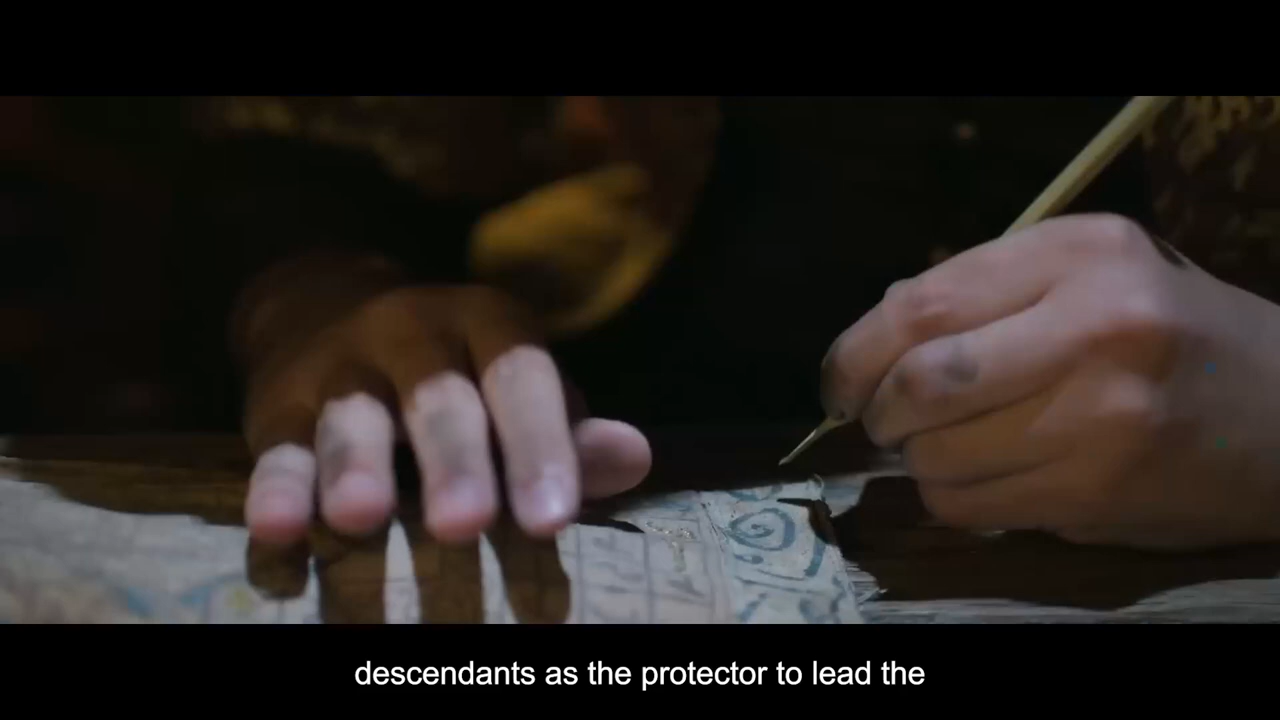 descendants as the protector to lead the